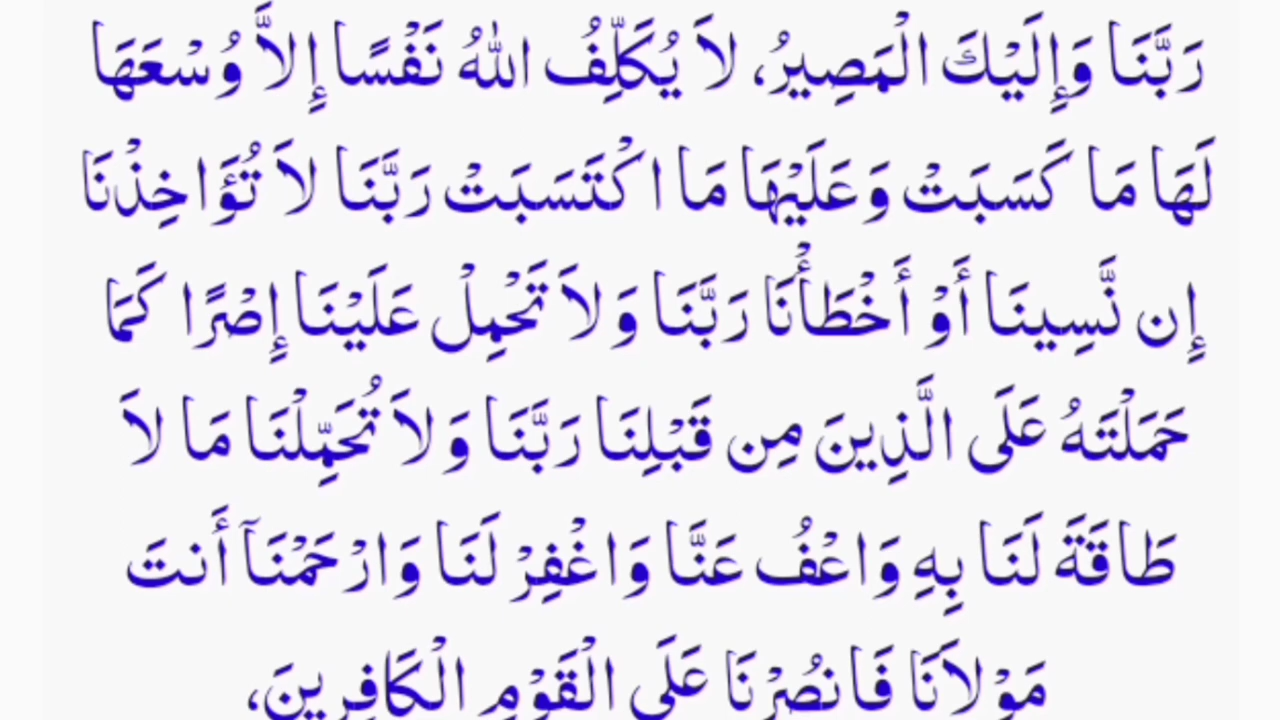 رَبَّنَا وَإِلَيْكَ الْمَصِيرُ، لاَ يُكَلِّفُ اللهُ نَفْسًا إِلاَّ وُسْعَهَا
لَهَا مَا كَسَبَتْ وَعَلَيْهَا مَا اكْتَسَبَتْ رَبَّنَا لاَ تُؤَاخِذْنَا
إِن نَّسِينَا أَوْ أَخْطَأْنَا رَبَّنَا وَلاَ تَحْمِلْ عَلَيْنَا إِصْرًا كَمَا
حَمَلْتَهُ عَلَى الَّذِينَ مِن قَبْلِنَا رَبَّنَا وَلاَ تُحَمِّلْنَا مَا لاَ
طَاقَةَ لَنَا بِهِ وَاعْفُ عَنَّا وَاغْفِرْ لَنَا وَارْحَمْنَآ أَنتَ
مَوْلاَنَا فَانصُرْنَا عَلَى الْقَوْمِ الْكَافِرِينَ،